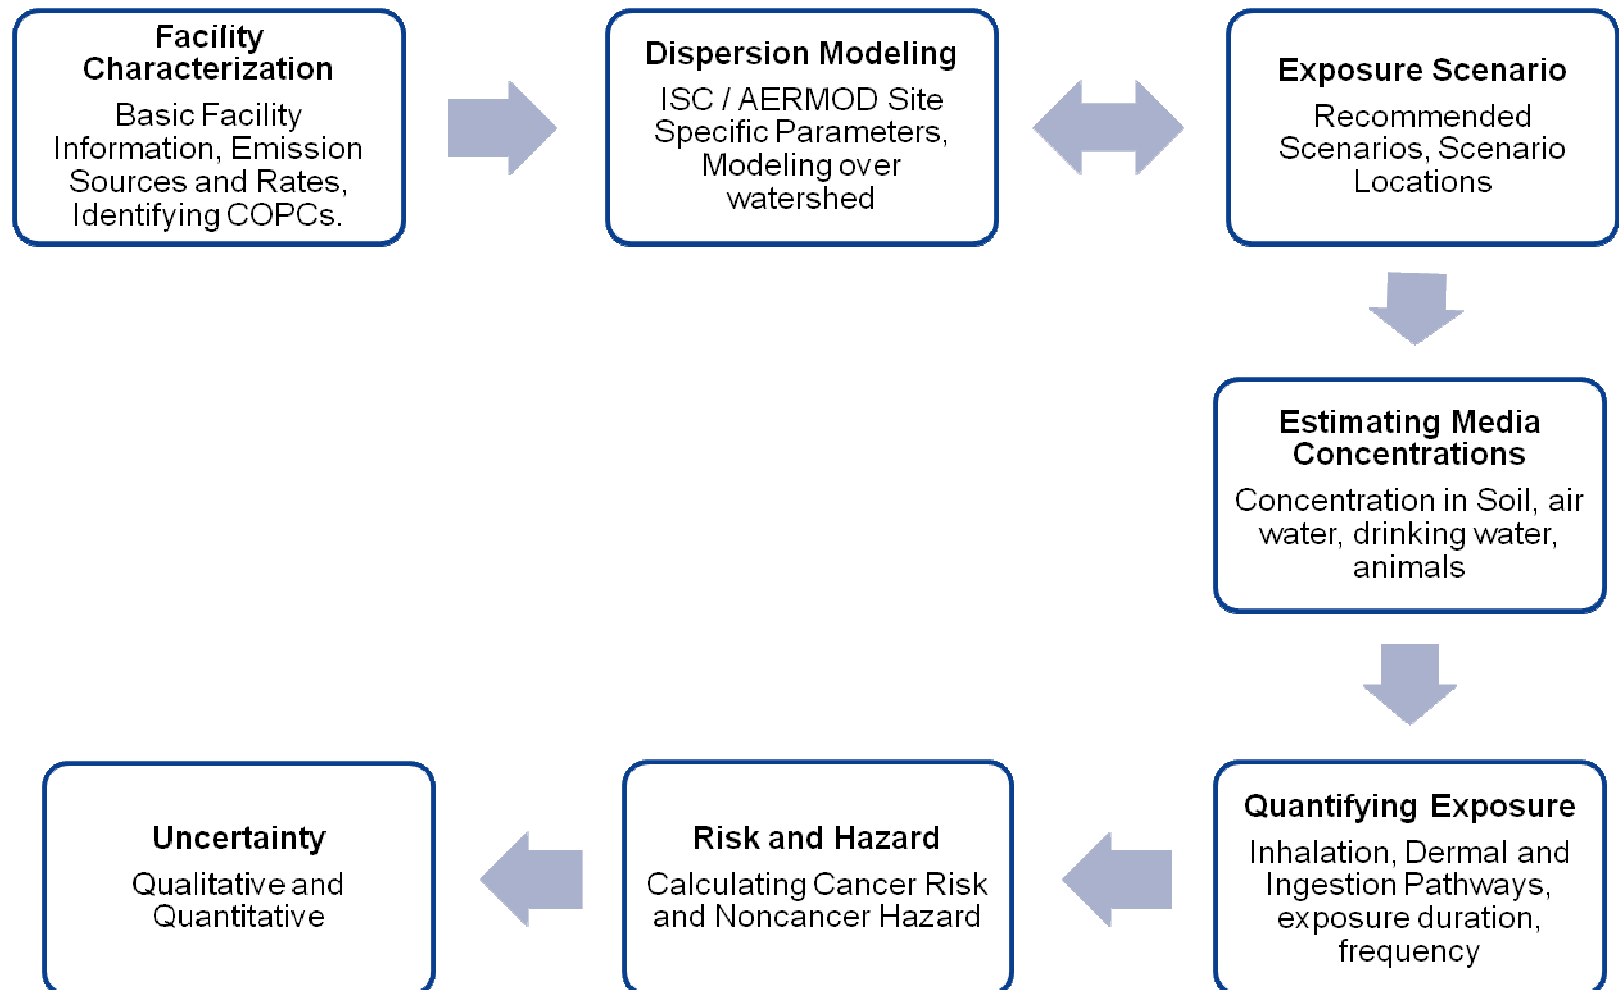 Facility
Characterization
Basic Facility
Information, Emission
Sources and Rates,
Identifying COPCs.
Dispersion Modeling
ISC / AERMOD Site
Specific Parameters,
Modeling over
watershed
Exposure Scenario
Recommended
Scenarios, Scenario
Locations
Estimating Media
Concentrations
Concentration in Soil, air
water, drinking water,
animals
Quantifying Exposure
Inhalation, Dermal and
Ingestion Pathways,
exposure duration,
frequency
Risk and Hazard
Calculating Cancer Risk
and Noncancer Hazard
Uncertainty
Qualitative and
Quantitative